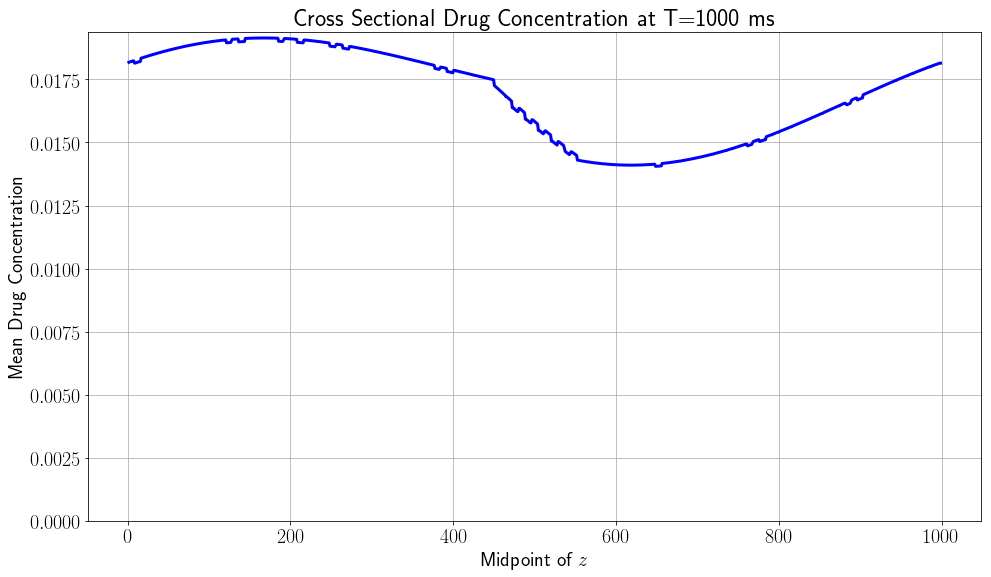 Cross Sectional Drug Concentration at T=1000 ms
Mean Drug Concentration
0.0175
0.0150
0.0125
0.0100
0.0075
0.0050
0.0025
0.0000
0 200 400 600 800 1000
Midpoint of z